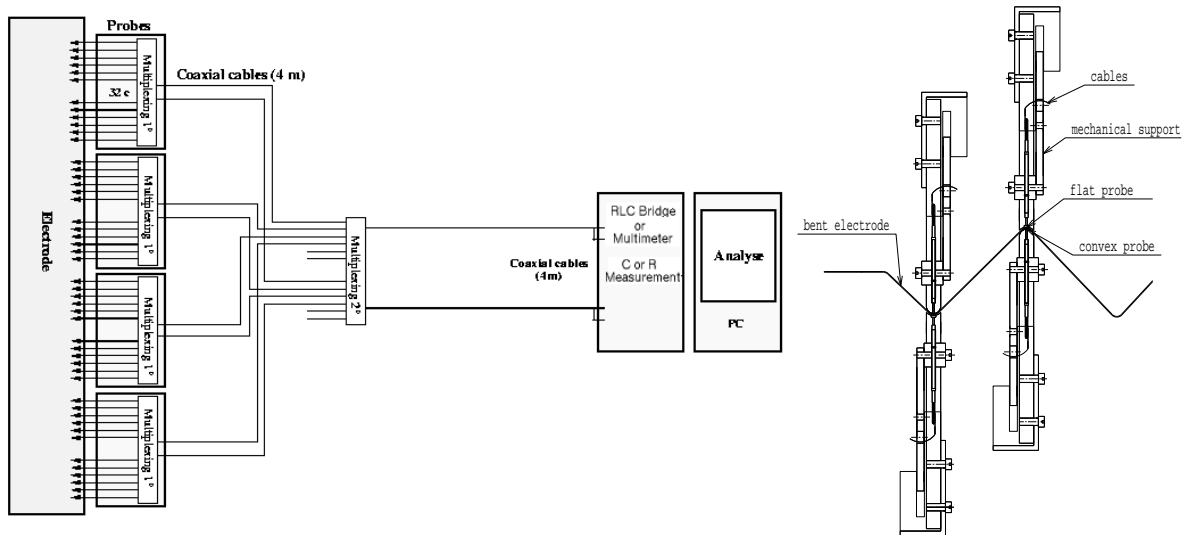 Probes
Multiplexing 1°
32 c
Coaxial cables (4 m)
Multiplexing 1°
Multiplexing 1°
Multiplexing 1°
Electrode
Multiplexing 2°
Coaxial cables
(4m)
RLC Bridge
or
Multimeter
C or R
Measurement
Analyse
PC
cables
mechanical support
flat probe
convex probe
bent electrode